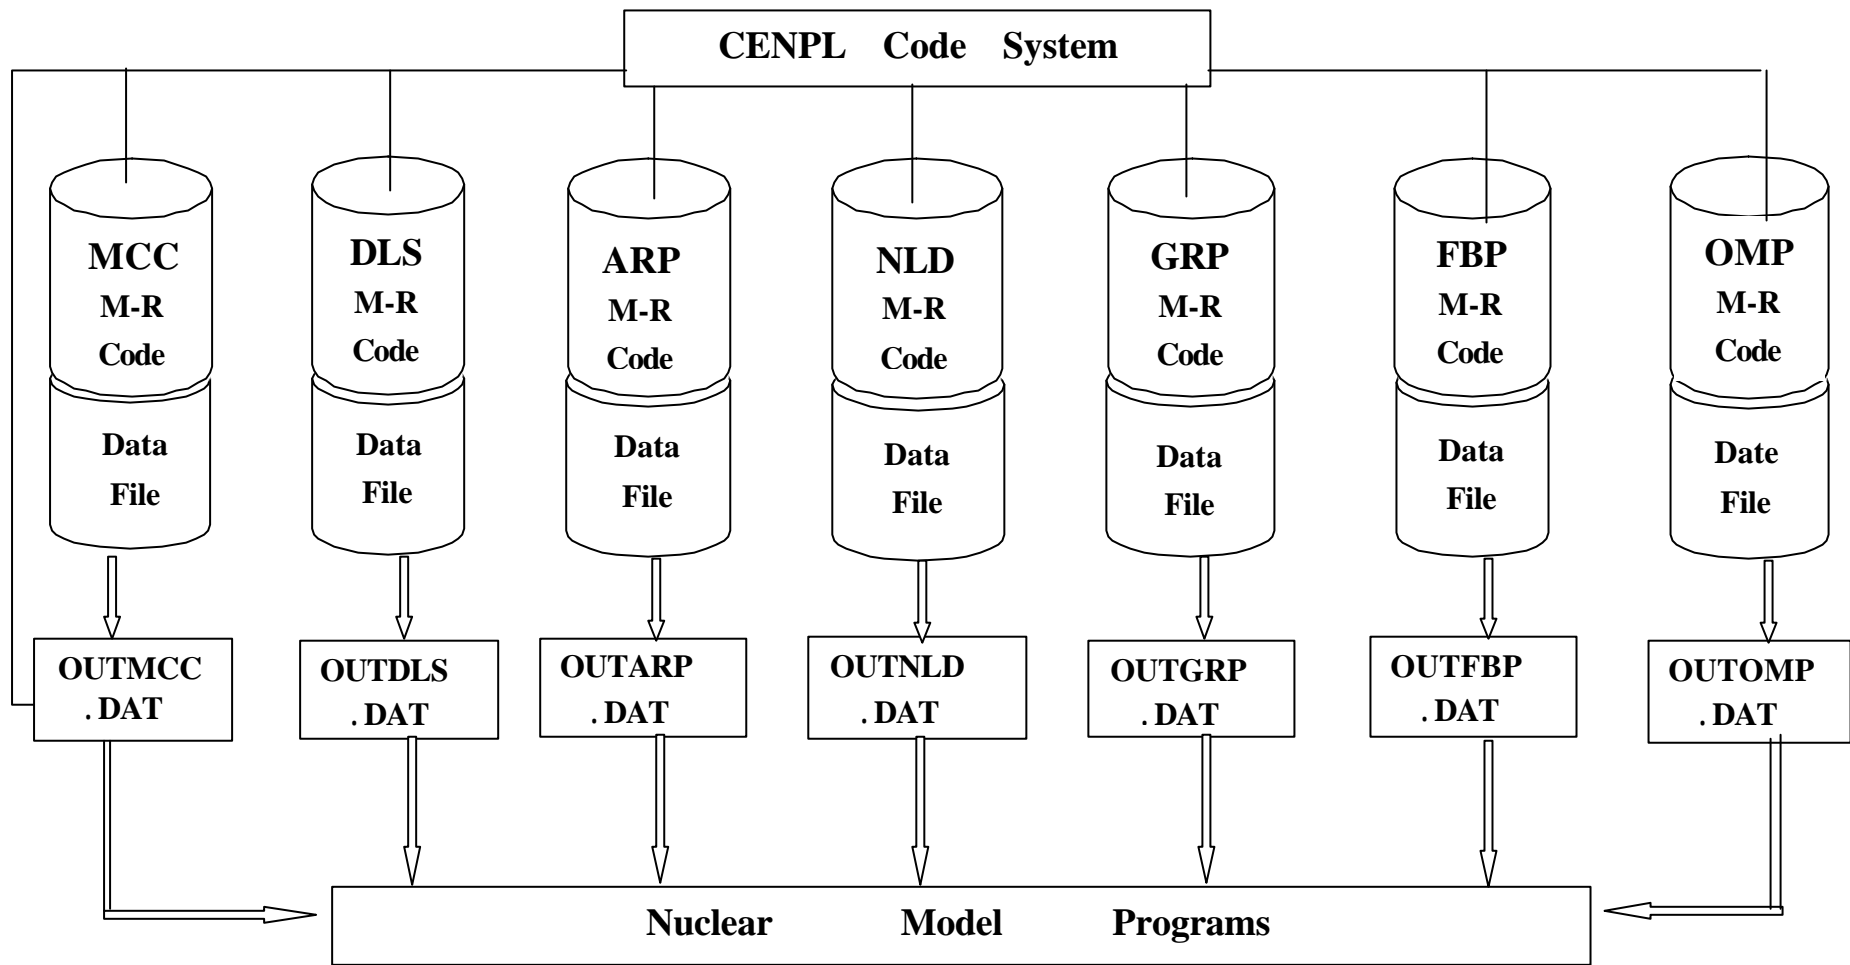 CENPL Code System
MCC
M-R
Code
Data
File
DLS
M-R
Code
Data
File
ARP
M-R
Code
Data
File
NLD
M-R
Code
Data
File
GRP
M-R
Code
Data
File
FBP
M-R
Code
Data
File
OMP
M-R
Code
Date
File
OUTMCC
. DAT
OUTDLS
. DAT
OUTARP
. DAT
OUTNLD
. DAT
OUTGRP
. DAT
OUTFBP
. DAT
OUTOMP
. DAT
Nuclear Model Programs